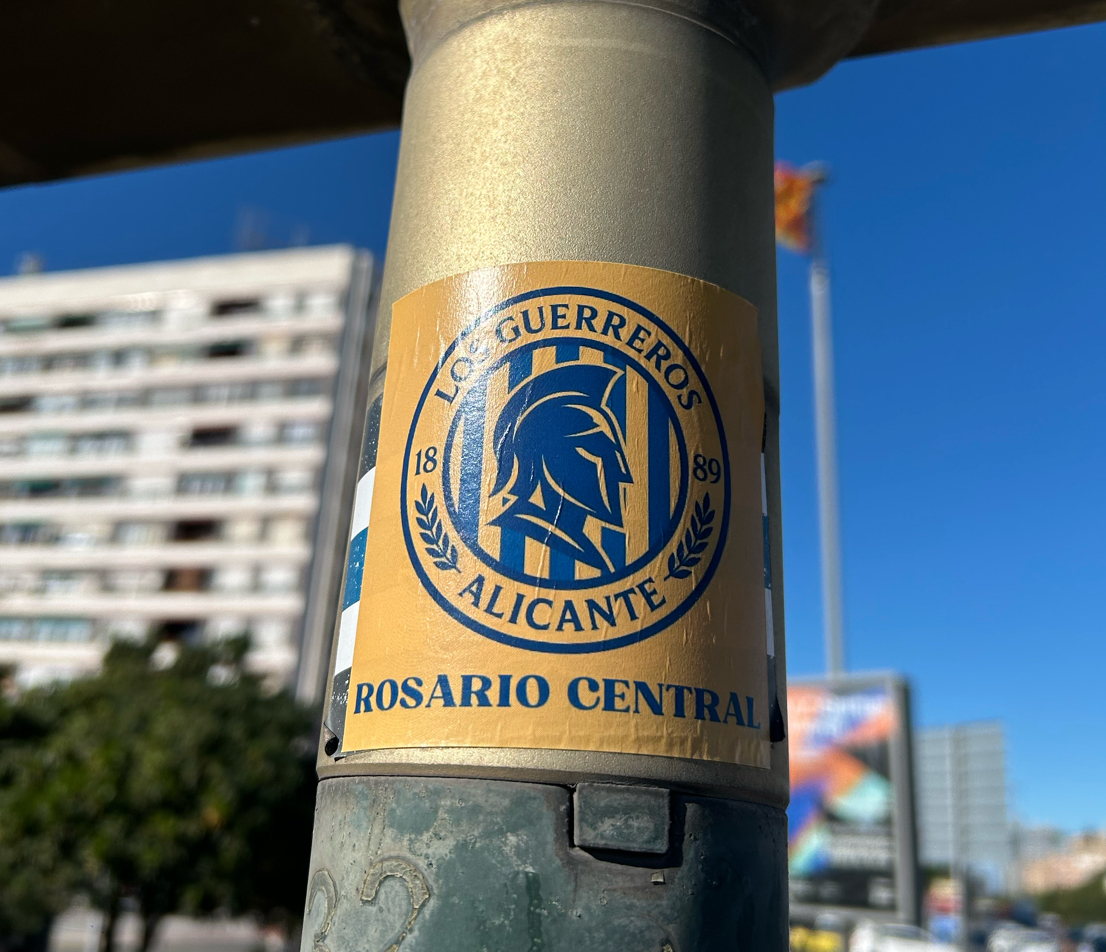 LOS GUERREROS
18 89
ALICANTE
ROSARIO CENTRAL